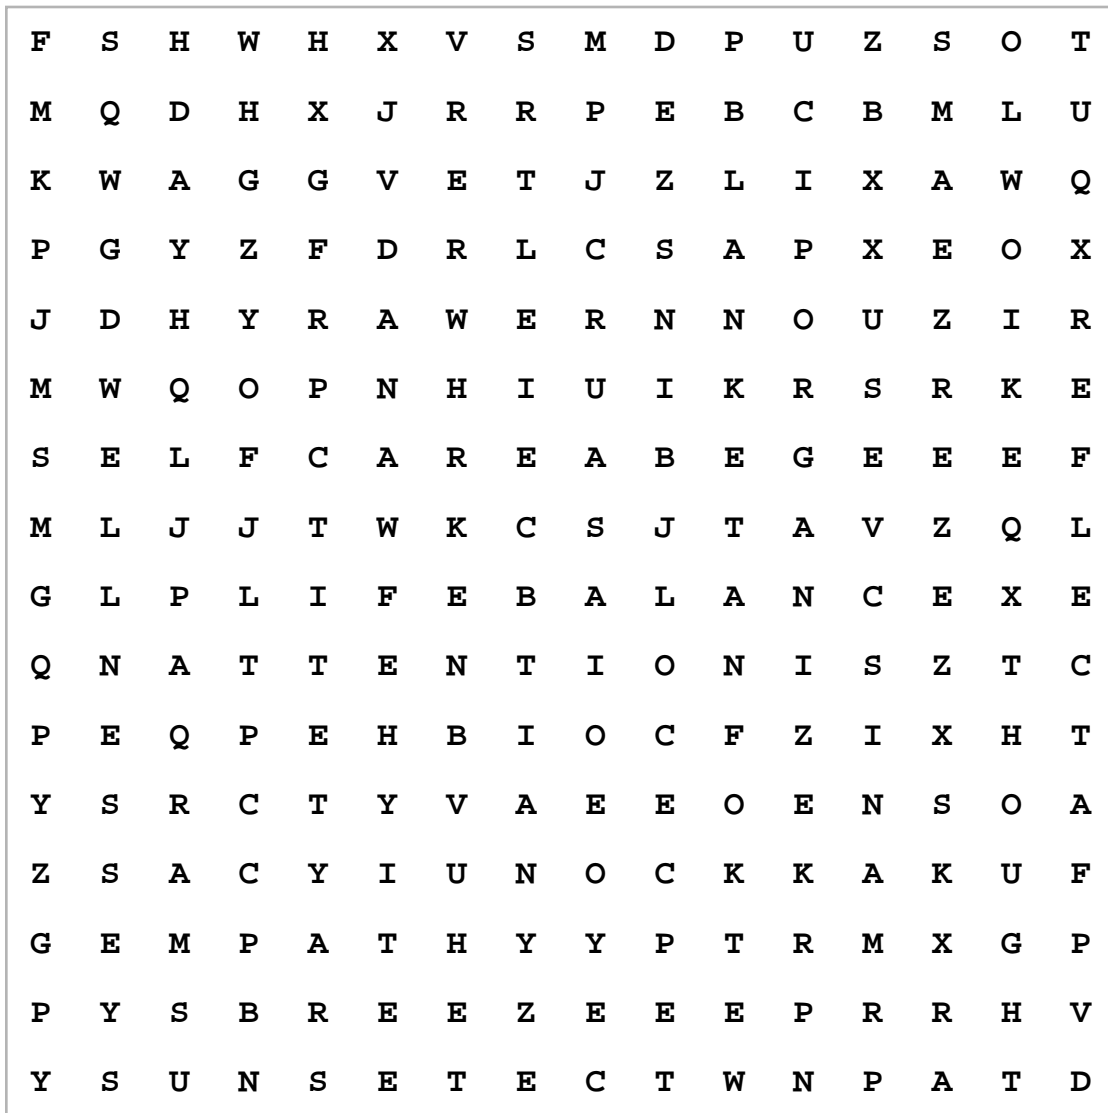 F S H W H X V S M D P U Z S O T
M Q D H X J R R P E B C B M L U
K W A G G V E T J Z L I X A W Q
P G Y Z F D R L C S A P X E O X
J D H Y R A W E R N N O U Z I R
M W Q O P N H I U I K R S R K E
S E L F C A R E A B E G E E E F
M L J J T W K C S J T A V Z Q L
G L P L I F E B A L A N C E X E
Q N A T T E N T I O N I S Z T C
P E Q P E H B I O C F Z I X H T
Y S R C T Y V A E E O E N S O A
Z S A C Y I U N O C K K A K U F
G E M P A T H Y Y P T R M X G P
P Y S B R E E Z E E E P R R H V
Y S U N S E T E C T W N P A T D